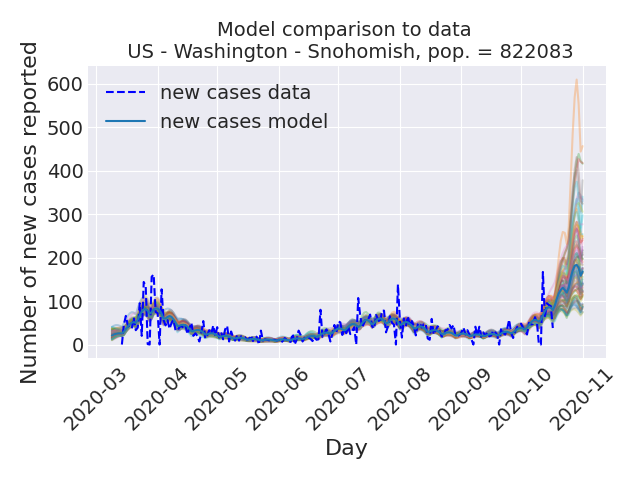 Model comparison to data
US - Washington - Snohomish, pop. = 822083
Number of new cases reported
600
500
400
300
200
100
0
new cases data
new cases model
2020-03
2020-04
2020-05
2020-06
2020-07
2020-08
2020-09
2020-10
2020-11
Day